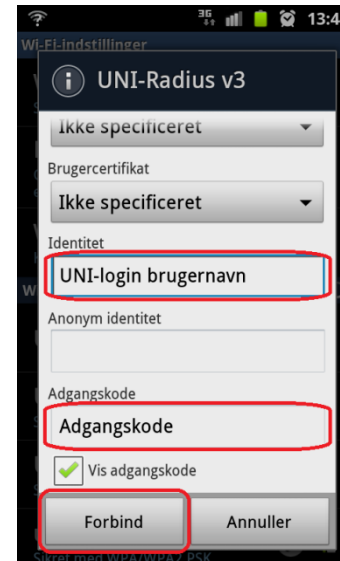 3G 13:4
Wi-Fi-indstillinger
UNI-Radius v3
Ikke specificeret
Brugercertifikat
Ikke specificeret
Identitet
UNI-login brugernavn
Anonym identitet
Adgangskode
Adgangskode
Vis adgangskode
Forbind Annuller
Sikret med WPA/WPA2 PSK